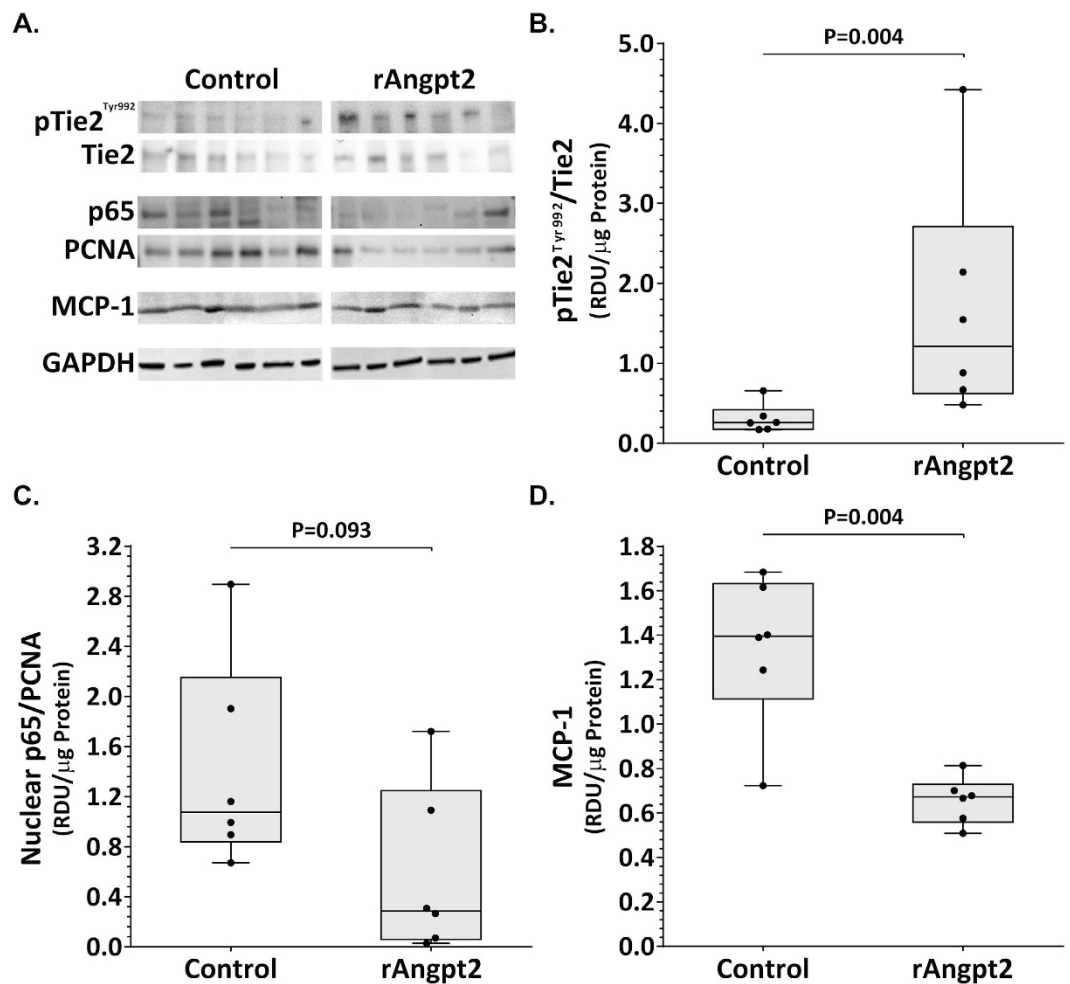 A.
Control rAngpt2
pTie2Tyr992
Tie2
p65
PCNA
MCP-1
GAPDH
B.
P=0.004
5.0
4.0
3.0
2.0
1.0
0.0
pTie2Tyr992/Tie2
(RDU/μg Protein)
Control rAngpt2
C.
P=0.093
3.2
2.8
2.4
2.0
1.6
1.2
0.8
0.4
0.0
Nuclear p65/PCNA
(RDU/μg Protein)
Control rAngpt2
D.
P=0.004
1.8
1.6
1.4
1.2
1.0
0.8
0.6
0.4
0.2
0.0
MCP-1
(RDU/μg Protein)
Control rAngpt2